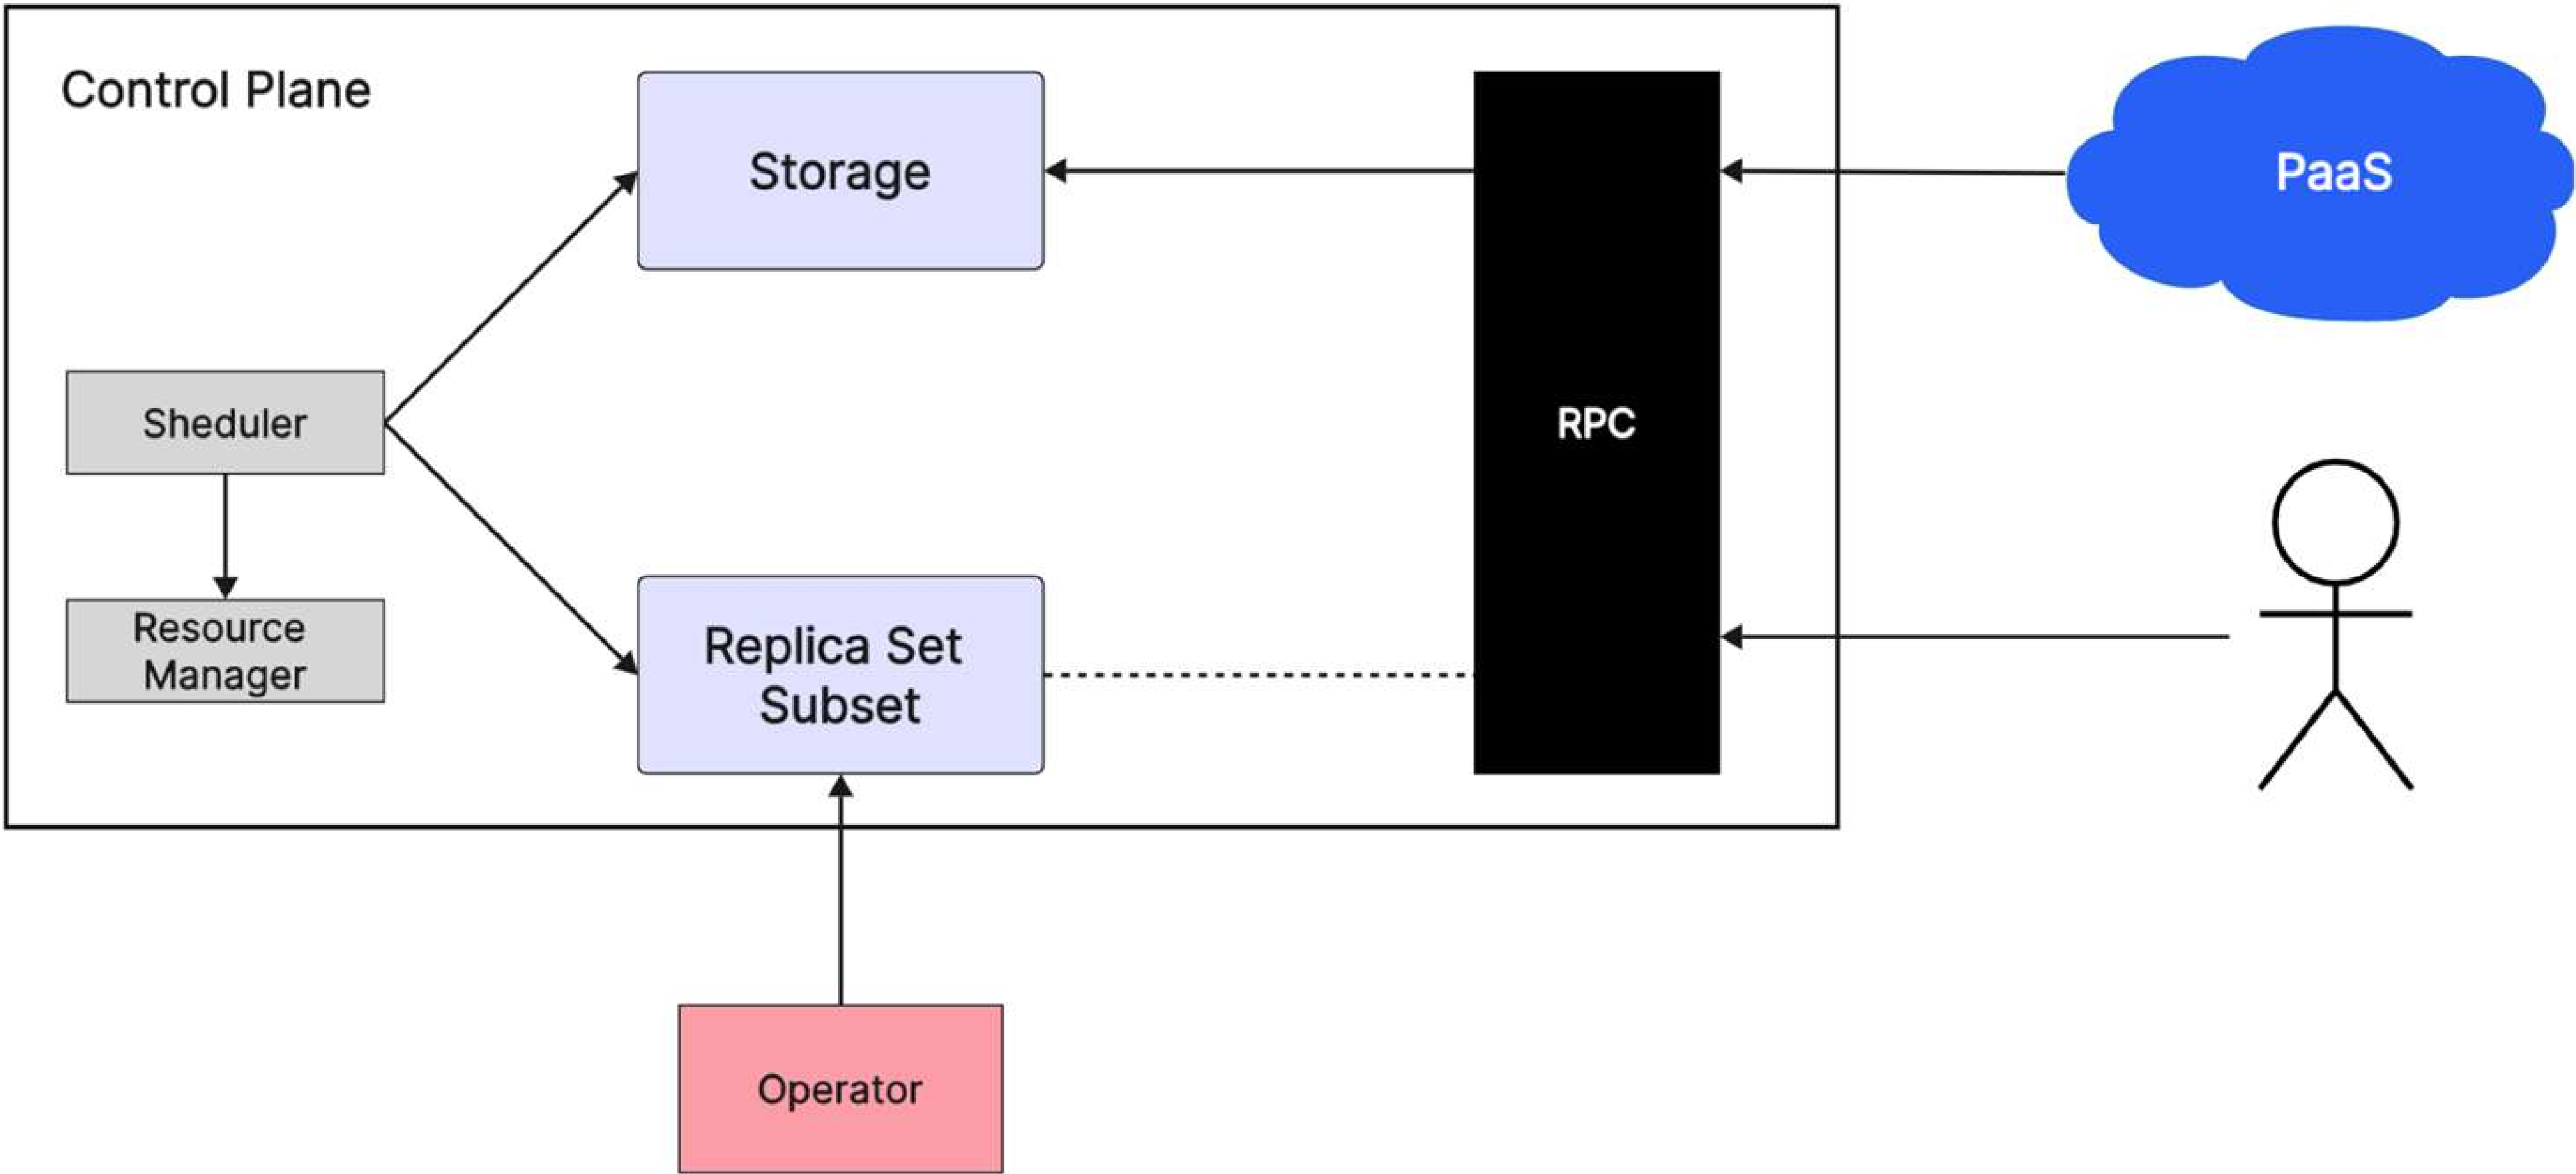 Control Plane
Storage
PaaS
Sheduler
RPC
Resource
Manager
Replica Set
Subset
Operator